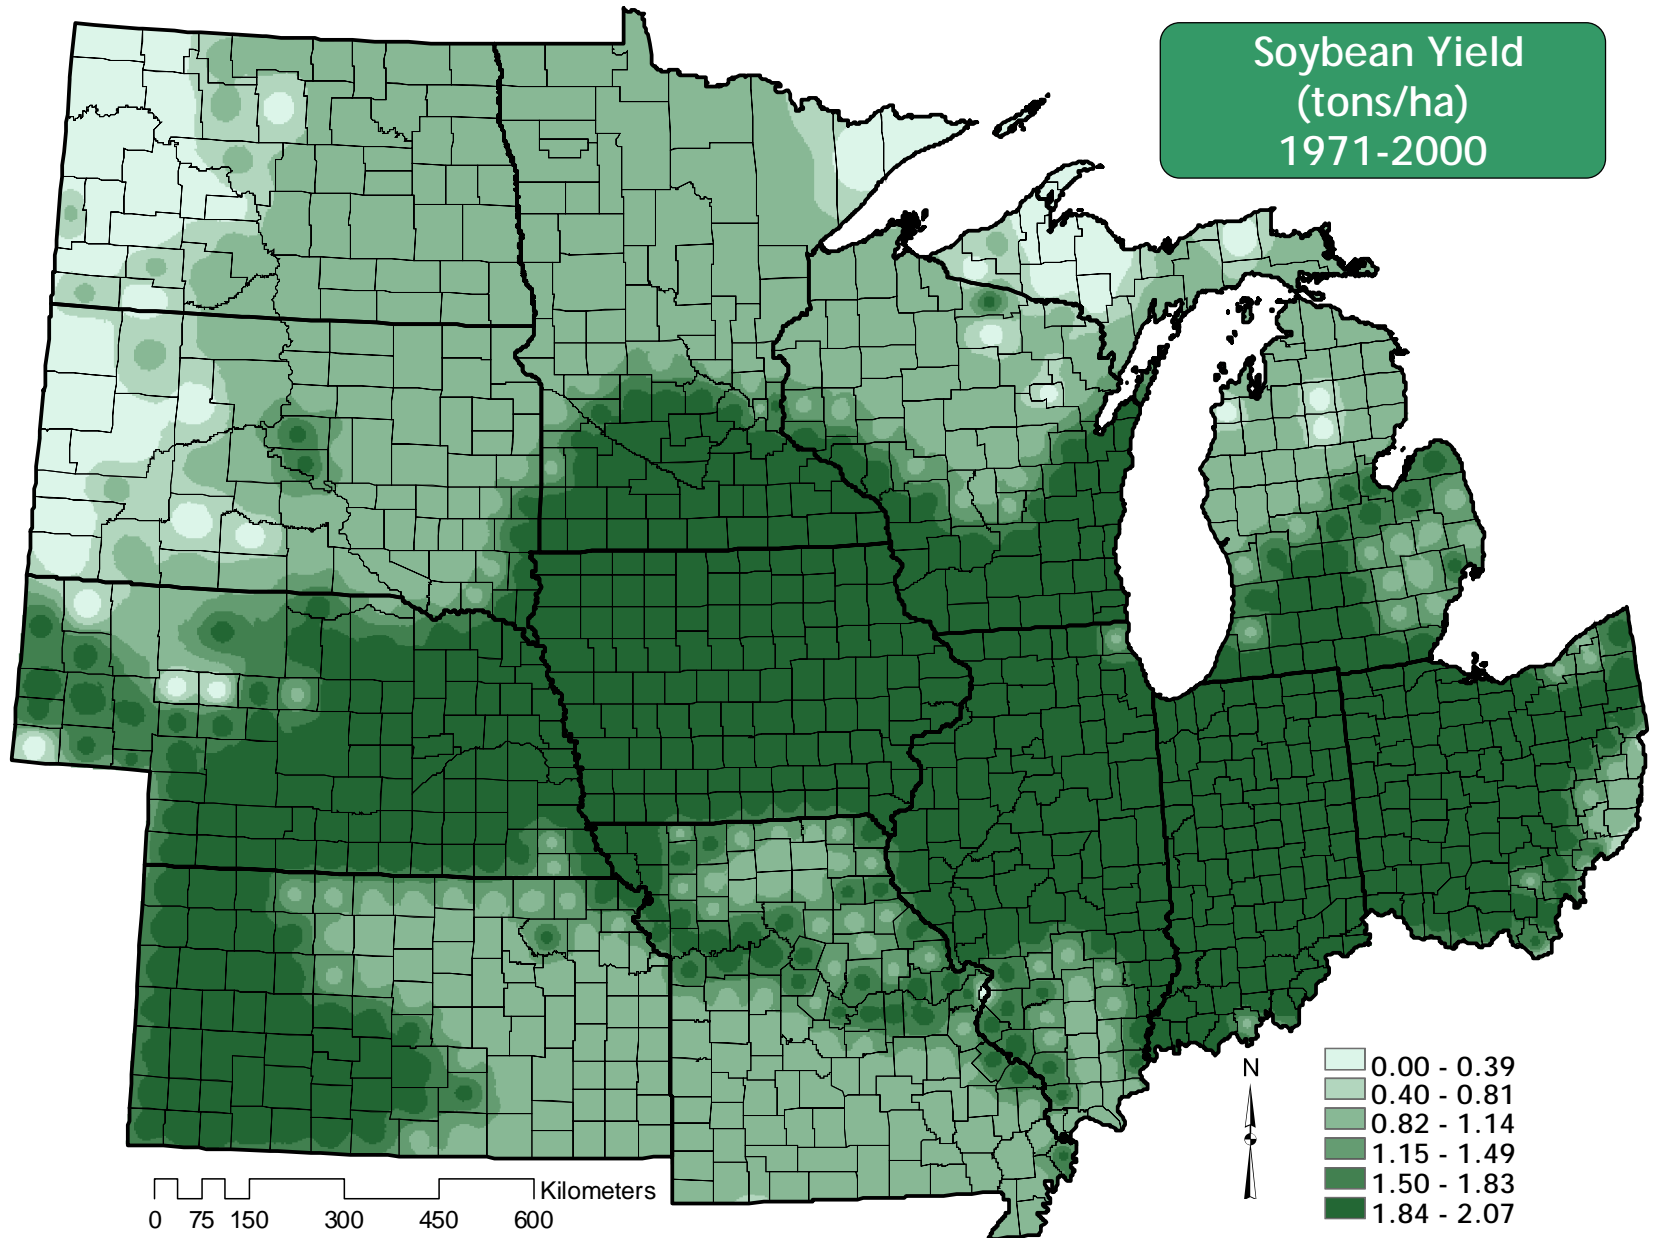 Soybean Yield
(tons/ha)
1971-2000
N
0.00 - 0.39
0.40 - 0.81
0.82 - 1.14
1.15 - 1.49
1.50 - 1.83
1.84 - 2.07
Kilometers
0 75 150 300 450 600